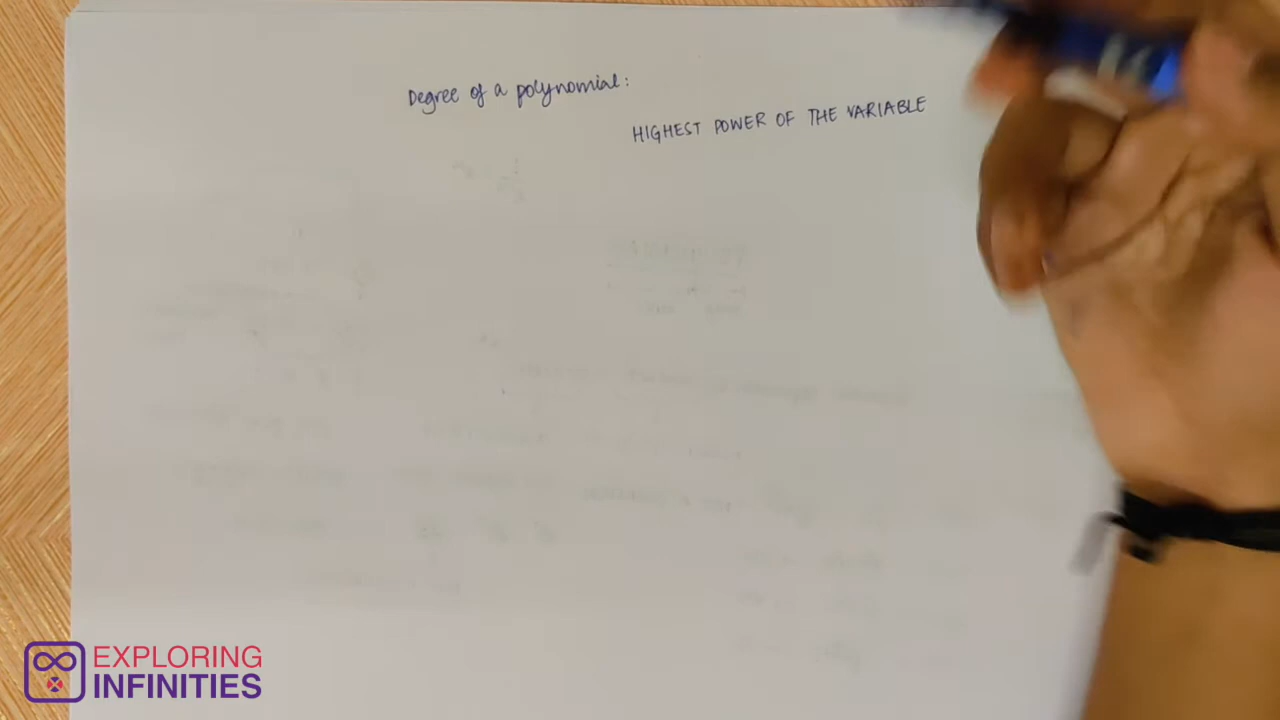 Degree of a polynomial:
HIGHEST POWER OF THE VARIABLE
EXPLORING
INFINITIES